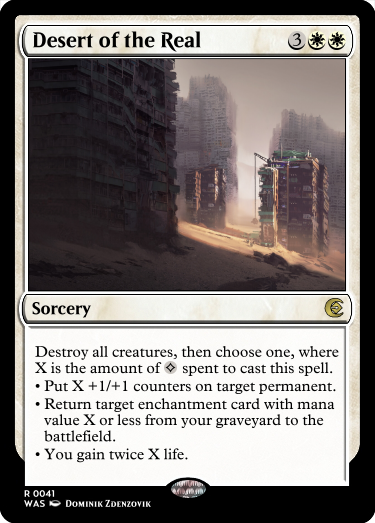 Desert of the Real 3
Sorcery
Destroy all creatures, then choose one, where
X is the amount of spent to cast this spell.
• Put X +1/+1 counters on target permanent.
• Return target enchantment card with mana
value X or less from your graveyard to the
battlefield.
• You gain twice X life.
R 0041
WAS Dominik Zdenzovik